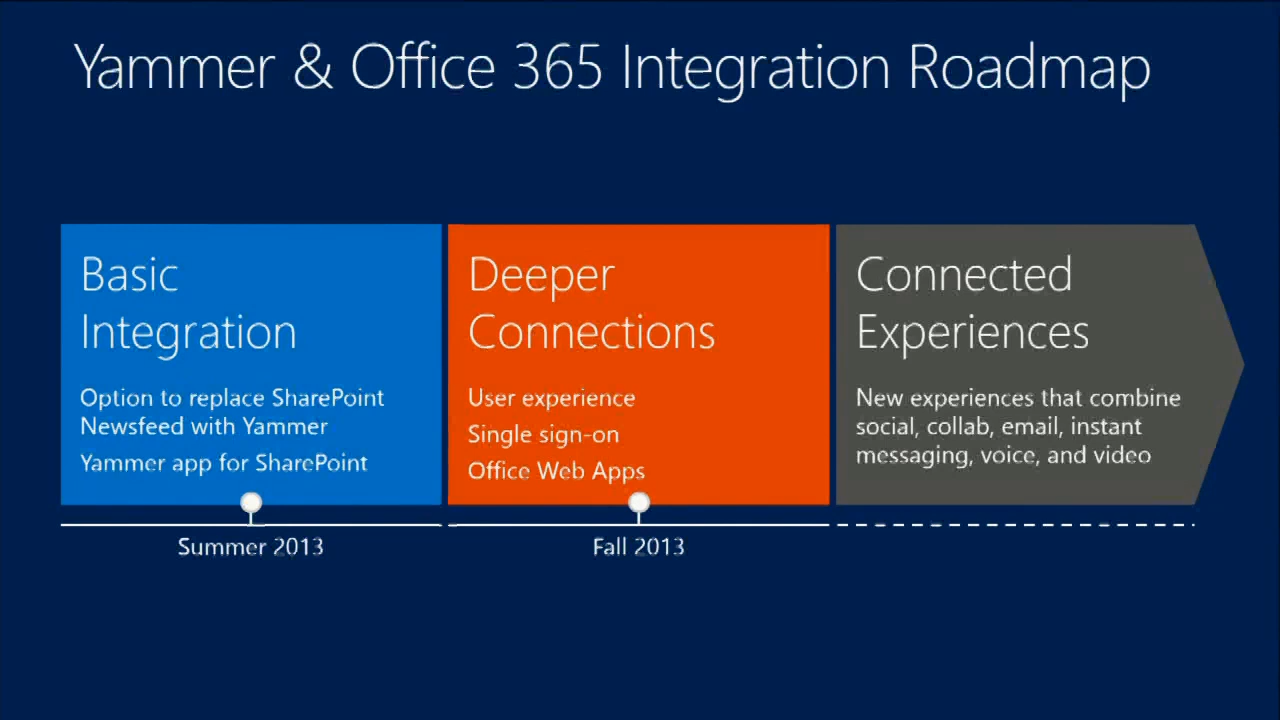 Yammer & Office 365 Integration Roadmap
Basic
Integration
Option to replace SharePoint
Newsfeed with Yammer
Yammer app for SharePoint
Summer 2013
Deeper
Connections
User experience
Single sign-on
Office Web Apps
Fall 2013
Connected
Experiences
New experiences that combine
social, collab, email, instant
messaging, voice, and video